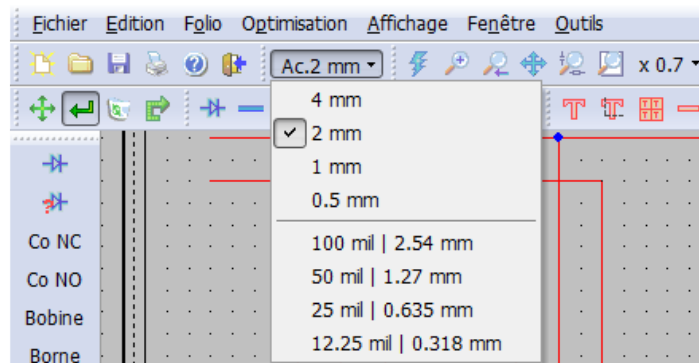 Fichier Edition Folio Optimisation Affichage Fenêtre Outils
Ac.2 mm x 0.7
4 mm
2 mm
1 mm
0.5 mm
100 mil | 2.54 mm
50 mil | 1.27 mm
25 mil | 0.635 mm
12.25 mil | 0.318 mm
Co NC
Co NO
Bobine
Borne